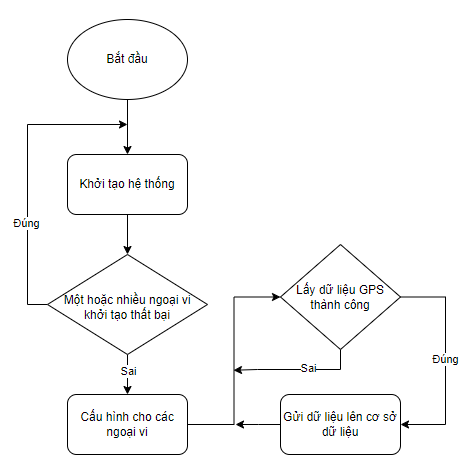 Bắt đầu
Khởi tạo hệ thống
Đúng
Một hoặc nhiều ngoại vi
khởi tạo thất bại
Sai
Cấu hình cho các
ngoại vi
Lấy dữ liệu GPS
thành công
Sai
Đúng
Gửi dữ liệu lên cơ sở
dữ liệu